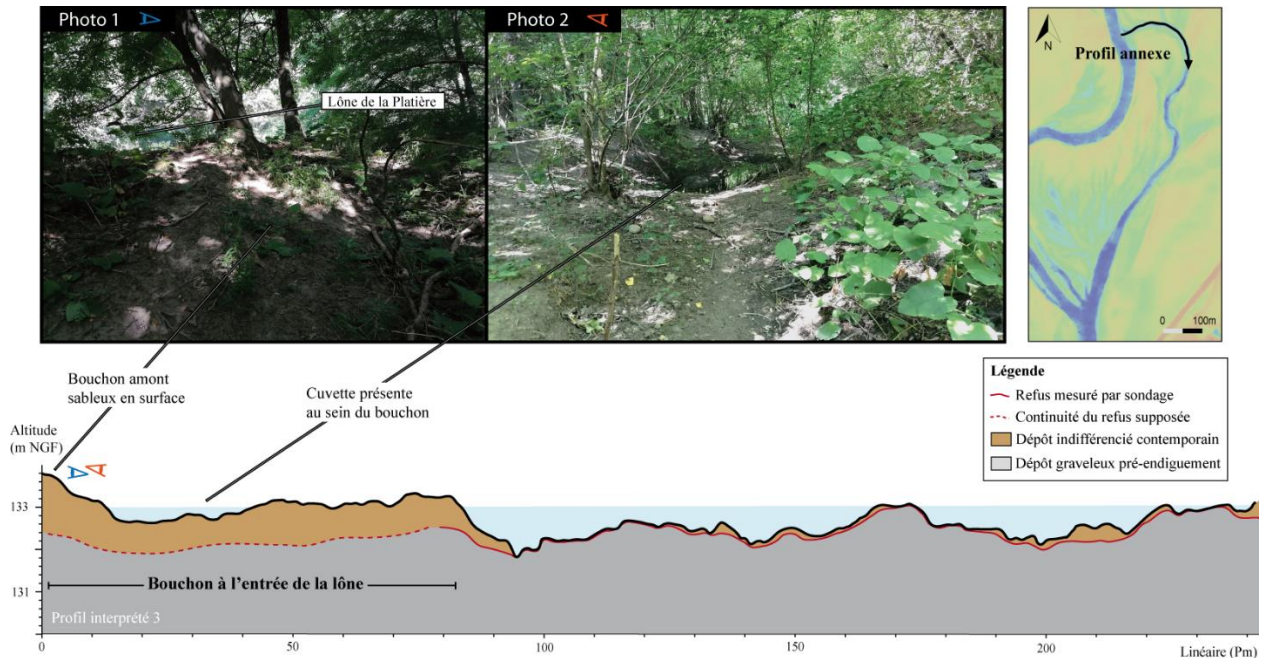 Photo 1
Photo 2
Lône de la Platière
N
Profil annexe
0 100m
Bouchon amont
sableux en surface
Cuvette présente
au sein du bouchon
Légende
Refus mesuré par sondage
Continuité du refus supposée
Dépôt indifférencié contemporain
Dépôt graveleux pré-endiguement
Altitude
(m NGF)
133
131
Bouchon à l'entrée de la lône
Profil interprété 3
0 50 100 150 200 Linéaire (Pm)